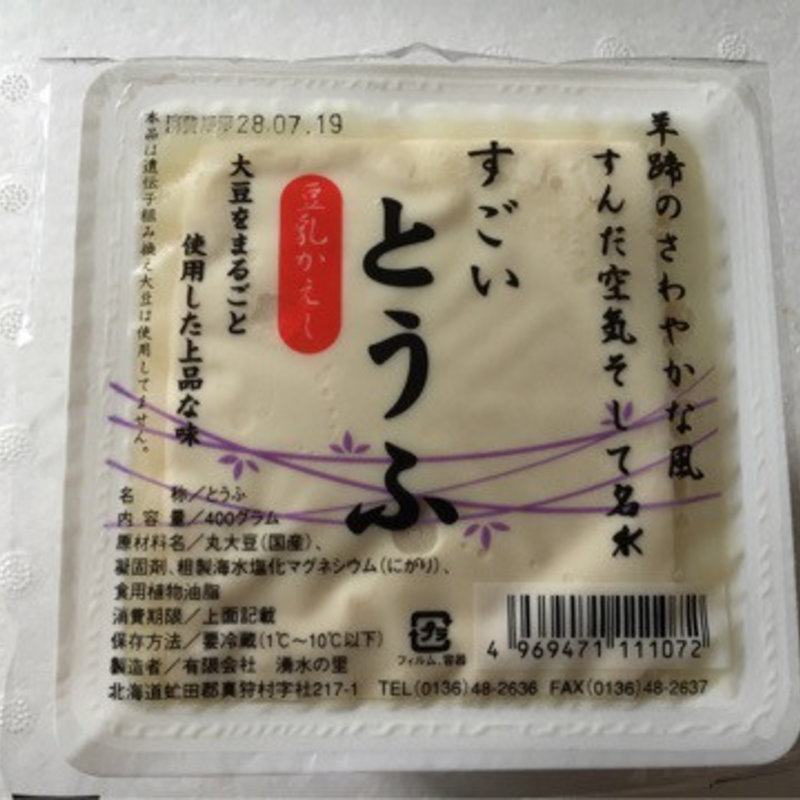 羊蹄のさわやかな風
すんだ空氣そして名水
すごい
とうふ
豆乳かえし
大豆をまるごと
使用した上品な味
消費期限28.07.19
本品は遺伝子組み換え大豆は使用してません。
名　称/とうふ
内容量/400グラム
原材料名/丸大豆(国産)、
凝固剤、粗製海水塩化マグネシウム(にがり)、
食用植物油脂
消費期限/上面記載
保存方法/要冷蔵(1℃〜10℃以下)
製造者/有限会社　湧水の里
北海道虻田郡真狩村字社217-1　TEL(0136)48-2636　FAX(0136)48-2637
プラ
フィルム、容器
4 969471 111072